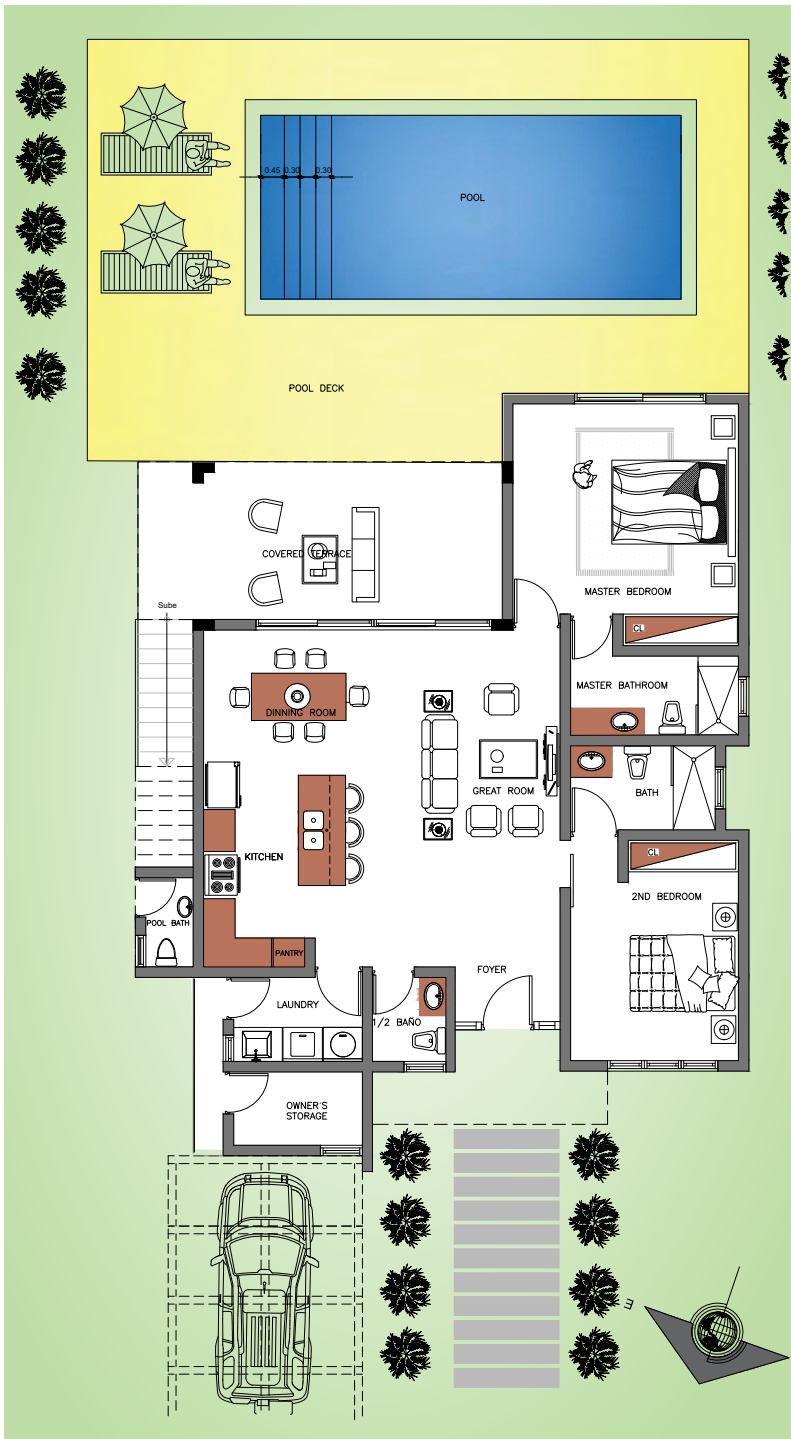 0.45 0.30 0.30
POOL
POOL DECK
COVERED TERRACE
MASTER BEDROOM
Sube
CL
MASTER BATHROOM
DINNING ROOM
GREAT ROOM
BATH
KITCHEN
CL
2ND BEDROOM
POOL BATH
PANTRY
FOYER
LAUNDRY
1/2 BAÑO
OWNER'S
STORAGE
E